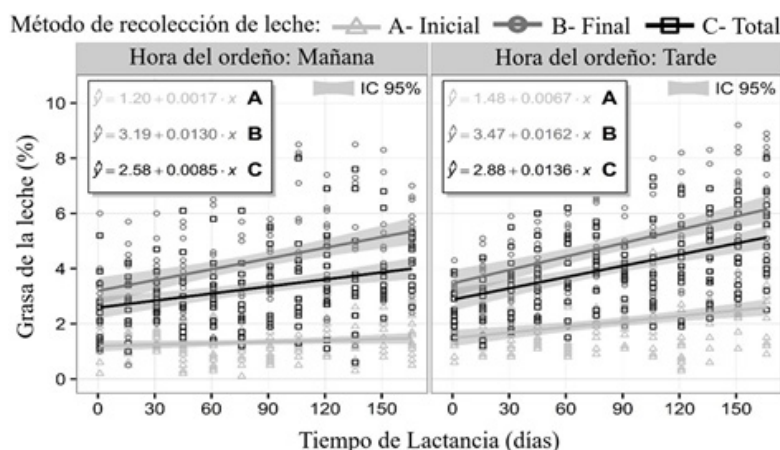 Método de recolección de leche: A- Inicial B- Final C- Total
Hora del ordeño: Mañana
Hora del ordeño: Tarde
ŷ = 1.20 + 0.0017 · x A
ŷ = 3.19 + 0.0130 · x B
ŷ = 2.58 + 0.0085 · x C
IC 95%
ŷ = 1.48 + 0.0067 · x A
ŷ = 3.47 + 0.0162 · x B
ŷ = 2.88 + 0.0136 · x C
IC 95%
Grasa de la leche (%)
10
8
6
4
2
0
0 30 60 90 120 150
0 30 60 90 120 150
Tiempo de Lactancia (días)